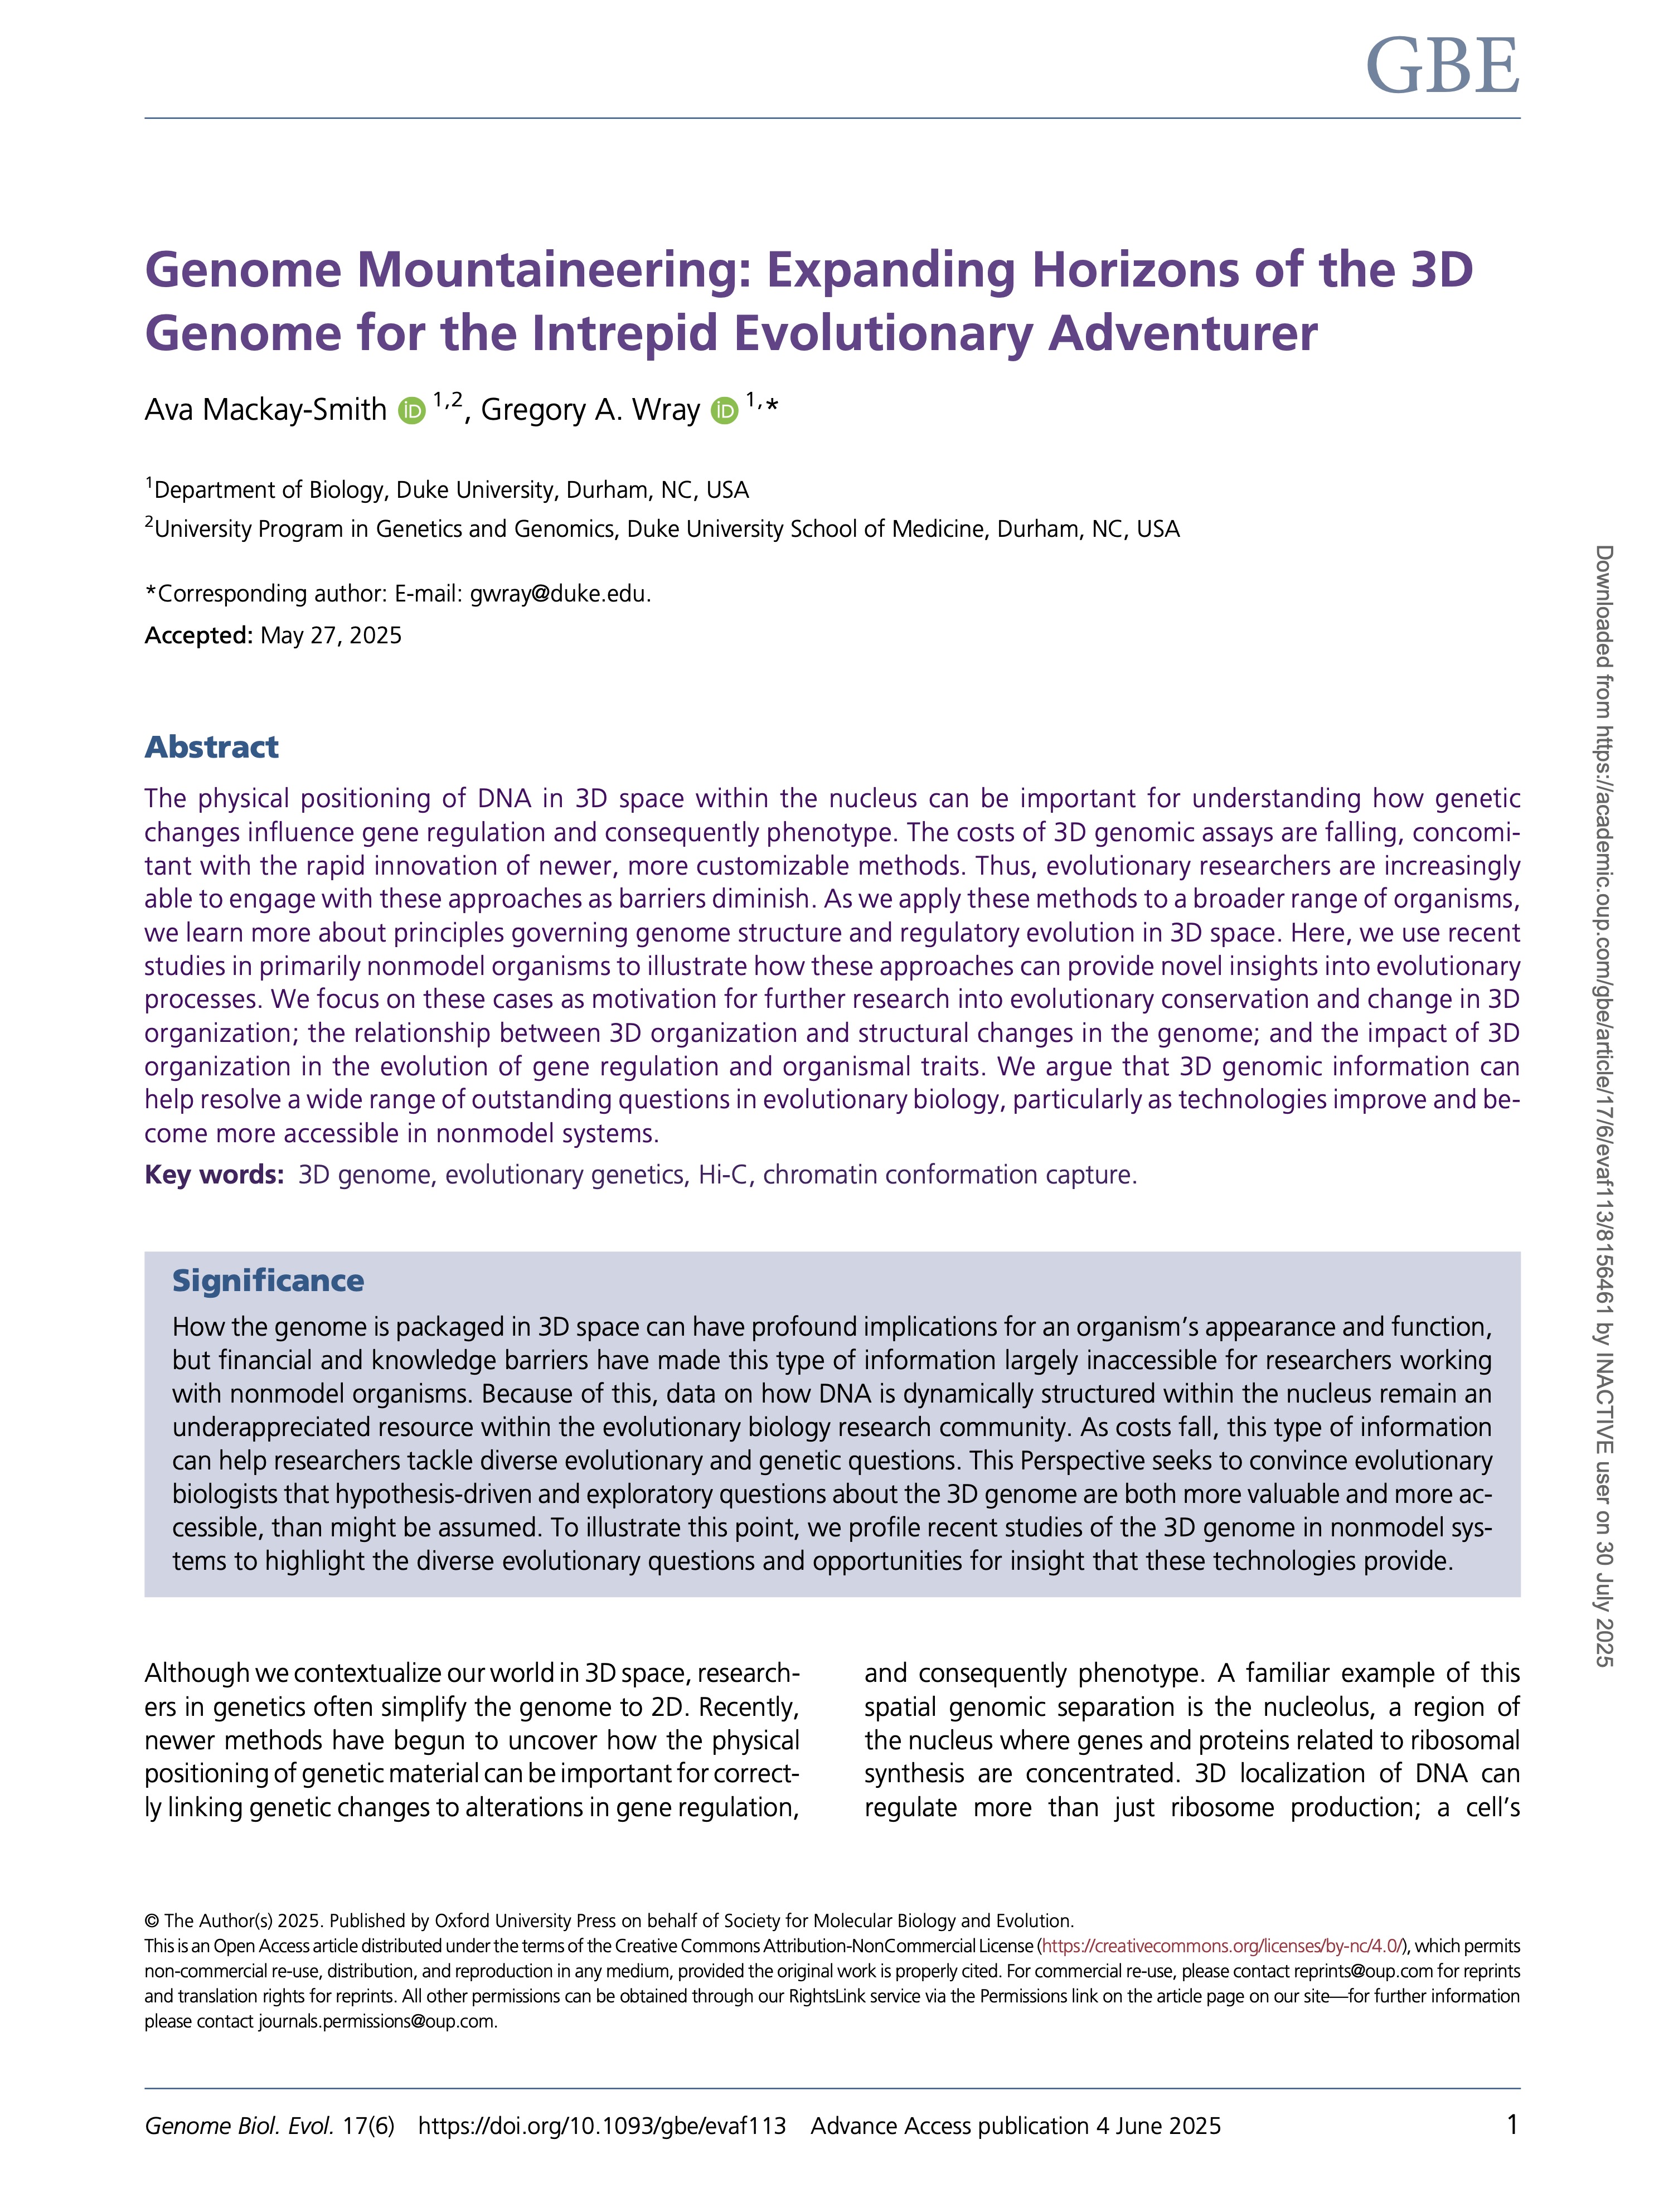 GBE
Genome Mountaineering: Expanding Horizons of the 3D
Genome for the Intrepid Evolutionary Adventurer
Ava Mackay-Smith iD 1,2, Gregory A. Wray iD 1,*
1Department of Biology, Duke University, Durham, NC, USA
2University Program in Genetics and Genomics, Duke University School of Medicine, Durham, NC, USA
*Corresponding author: E-mail: gwray@duke.edu.
Accepted: May 27, 2025
Abstract
The physical positioning of DNA in 3D space within the nucleus can be important for understanding how genetic
changes influence gene regulation and consequently phenotype. The costs of 3D genomic assays are falling, concomi-
tant with the rapid innovation of newer, more customizable methods. Thus, evolutionary researchers are increasingly
able to engage with these approaches as barriers diminish. As we apply these methods to a broader range of organisms,
we learn more about principles governing genome structure and regulatory evolution in 3D space. Here, we use recent
studies in primarily nonmodel organisms to illustrate how these approaches can provide novel insights into evolutionary
processes. We focus on these cases as motivation for further research into evolutionary conservation and change in 3D
organization; the relationship between 3D organization and structural changes in the genome; and the impact of 3D
organization in the evolution of gene regulation and organismal traits. We argue that 3D genomic information can
help resolve a wide range of outstanding questions in evolutionary biology, particularly as technologies improve and be-
come more accessible in nonmodel systems.
Key words: 3D genome, evolutionary genetics, Hi-C, chromatin conformation capture.
Significance
How the genome is packaged in 3D space can have profound implications for an organism's appearance and function,
but financial and knowledge barriers have made this type of information largely inaccessible for researchers working
with nonmodel organisms. Because of this, data on how DNA is dynamically structured within the nucleus remain an
underappreciated resource within the evolutionary biology research community. As costs fall, this type of information
can help researchers tackle diverse evolutionary and genetic questions. This Perspective seeks to convince evolutionary
biologists that hypothesis-driven and exploratory questions about the 3D genome are both more valuable and more ac-
cessible, than might be assumed. To illustrate this point, we profile recent studies of the 3D genome in nonmodel sys-
tems to highlight the diverse evolutionary questions and opportunities for insight that these technologies provide.
Although we contextualize our world in 3D space, research-
ers in genetics often simplify the genome to 2D. Recently,
newer methods have begun to uncover how the physical
positioning of genetic material can be important for correct-
ly linking genetic changes to alterations in gene regulation,
and consequently phenotype. A familiar example of this
spatial genomic separation is the nucleolus, a region of
the nucleus where genes and proteins related to ribosomal
synthesis are concentrated. 3D localization of DNA can
regulate more than just ribosome production; a cell's
© The Author(s) 2025. Published by Oxford University Press on behalf of Society for Molecular Biology and Evolution.
This is an Open Access article distributed under the terms of the Creative Commons Attribution-NonCommercial License (https://creativecommons.org/licenses/by-nc/4.0/), which permits
non-commercial re-use, distribution, and reproduction in any medium, provided the original work is properly cited. For commercial re-use, please contact reprints@oup.com for reprints
and translation rights for reprints. All other permissions can be obtained through our RightsLink service via the Permissions link on the article page on our site—for further information
please contact journals.permissions@oup.com.
Genome Biol. Evol. 17(6) https://doi.org/10.1093/gbe/evaf113 Advance Access publication 4 June 2025 1
Downloaded from https://academic.oup.com/gbe/article/17/6/evaf113/8156461 by INACTIVE user on 30 July 2025